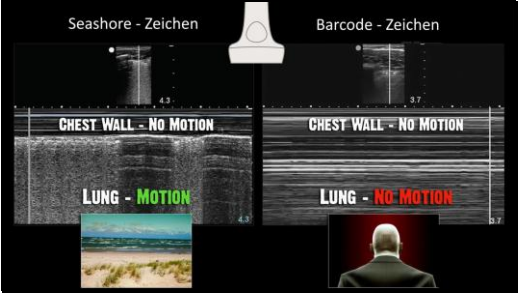 Seashore - Zeichen
Barcode - Zeichen
4.3
3.7
CHEST WALL - NO MOTION
CHEST WALL - NO MOTION
LUNG - MOTION
LUNG - NO MOTION
4.3
3.7